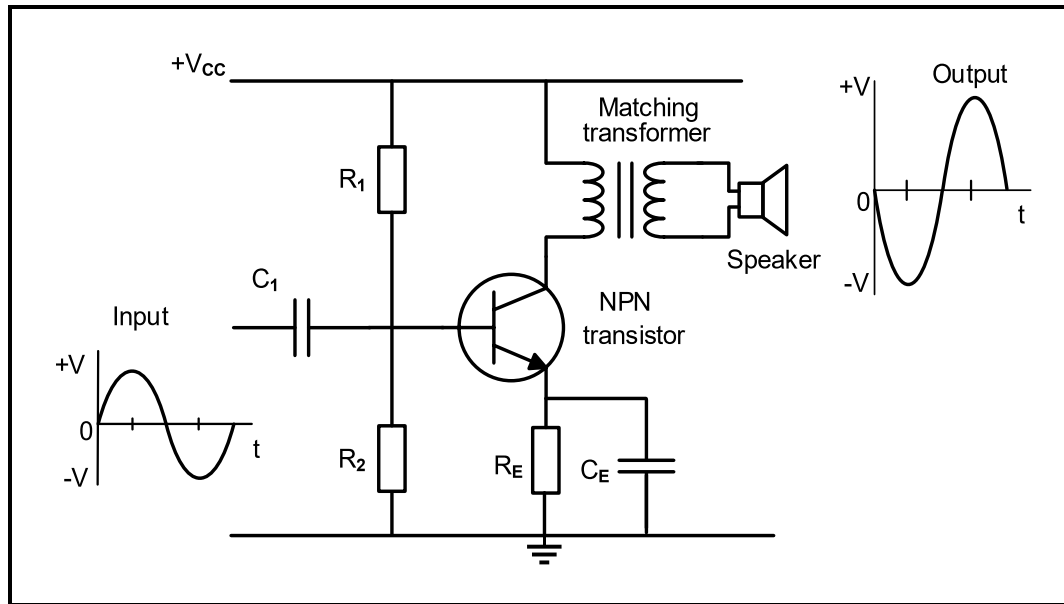 +VCC
Matching
transformer
Output
+V
0
-V
t
R1
Speaker
C1
Input
NPN
transistor
+V
0
-V
t
R2
RE
CE